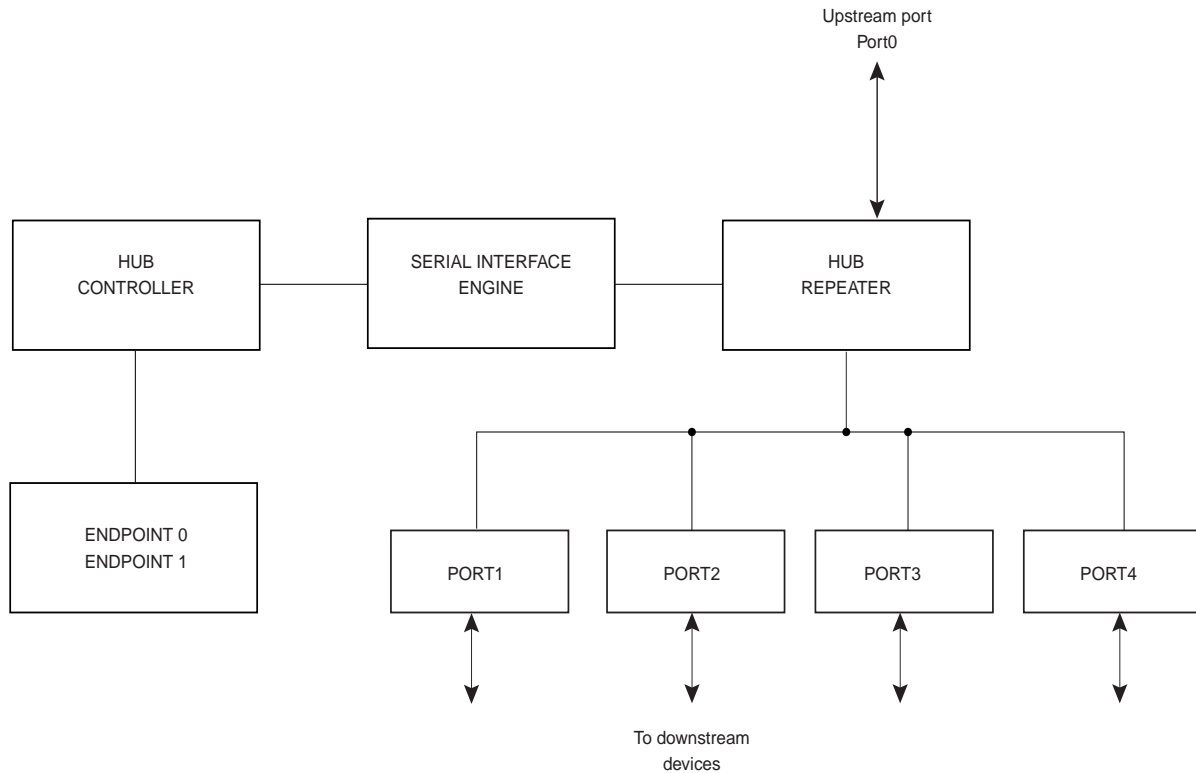 Upstream port
Port0
HUB
CONTROLLER
SERIAL INTERFACE
ENGINE
HUB
REPEATER
ENDPOINT 0
ENDPOINT 1
PORT1
PORT2
PORT3
PORT4
To downstream
devices